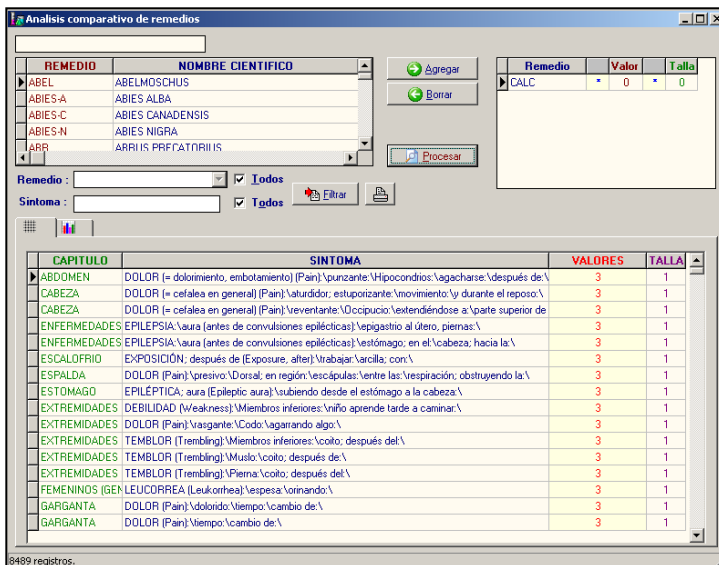 Analisis comparativo de remedios
REMEDIO NOMBRE CIENTIFICO
ABEL ABELMOSCHUS
ABIES-A ABIES ALBA
ABIES-C ABIES CANADENSIS
ABIES-N ABIES NIGRA
ABR ABRUS PRECATORIUS
Agregar
Borrar
Procesar
Remedio Valor Talla
CALC * 0 * 0
Remedio : Todos
Sintoma : Todos
Filtrar
CAPITULO SINTOMA VALORES TALLA
ABDOMEN DOLOR (= dolorimiento, embotamiento) (Pain):\punzante:\Hipocondrios:\agacharse:\después de:\ 3 1
CABEZA DOLOR (= cefalea en general) (Pain):\aturdidor; estuporizante:\movimiento:\y durante el reposo:\ 3 1
CABEZA DOLOR (= cefalea en general) (Pain):\reventante:\Occipucio:\extendiéndose a:\parte superior de 3 1
ENFERMEDADES EPILEPSIA:\aura (antes de convulsiones epilécticas):\epigastrio al útero, piernas:\ 3 1
ENFERMEDADES EPILEPSIA:\aura (antes de convulsiones epilécticas):\estómago; en el:\cabeza; hacia la:\ 3 1
ESCALOFRIO EXPOSICIÓN; después de (Exposure, after):\trabajar:\arcilla; con:\ 3 1
ESPALDA DOLOR (Pain):\presivo:\Dorsal; en región:\escápulas:\entre las:\respiración; obstruyendo la:\ 3 1
ESTOMAGO EPILÉPTICA; aura (Epileptic aura):\subiendo desde el estómago a la cabeza:\ 3 1
EXTREMIDADES DEBILIDAD (Weakness):\Miembros inferiores:\niño aprende tarde a caminar:\ 3 1
EXTREMIDADES DOLOR (Pain):\rasgante:\Codo:\agarrando algo:\ 3 1
EXTREMIDADES TEMBLOR (Trembling):\Miembros inferiores:\coito; después del:\ 3 1
EXTREMIDADES TEMBLOR (Trembling):\Muslo:\coito; después de:\ 3 1
EXTREMIDADES TEMBLOR (Trembling):\Pierna:\coito; después del:\ 3 1
FEMENINOS (GEN LEUCORREA (Leukorrhea):\espesa:\orinando:\ 3 1
GARGANTA DOLOR (Pain):\dolorido:\tiempo:\cambio de:\ 3 1
GARGANTA DOLOR (Pain):\tiempo:\cambio de:\ 3 1
8489 registros.